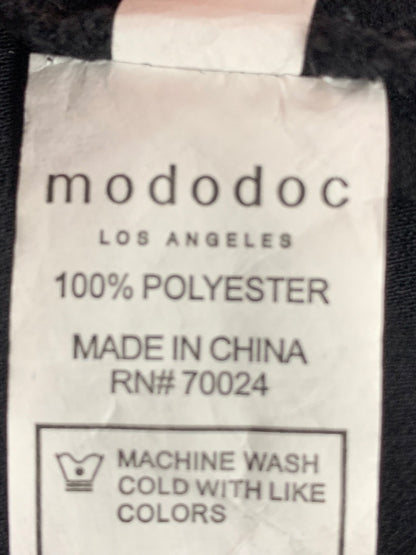 mododoc
LOS ANGELES
100% POLYESTER
MADE IN CHINA
RN# 70024
MACHINE WASH
COLD WITH LIKE
COLORS